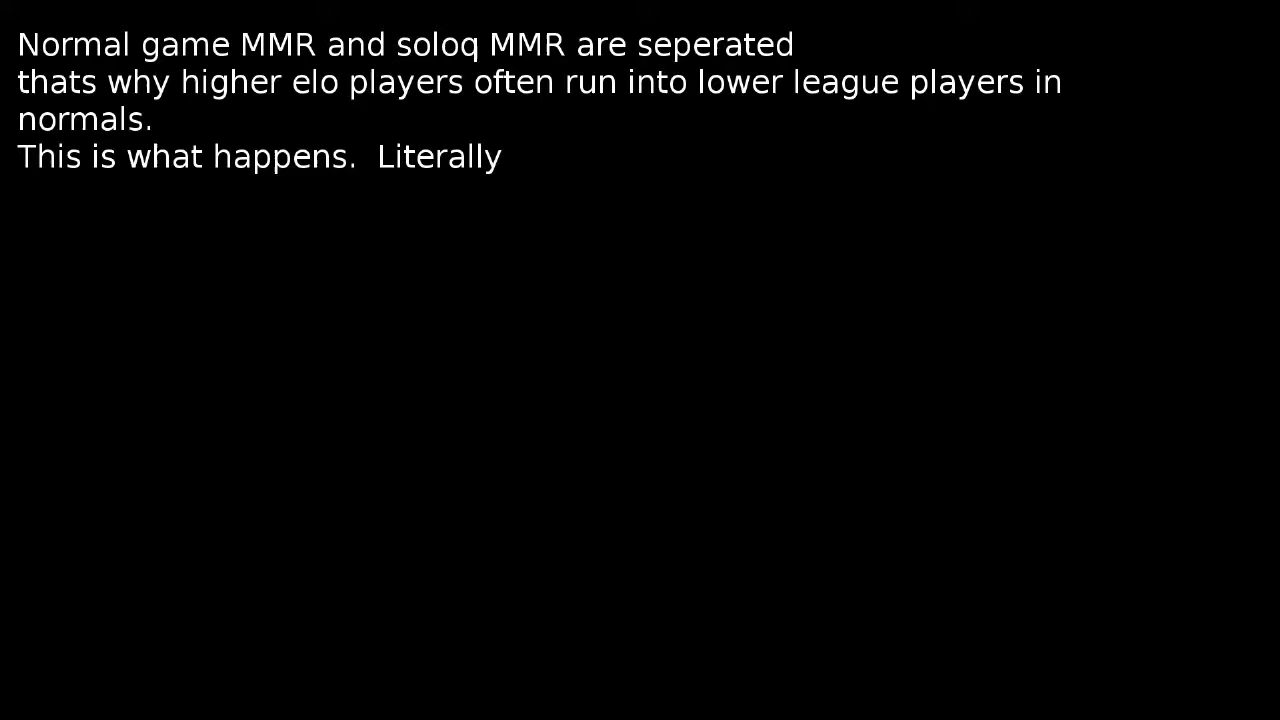 Normal game MMR and soloq MMR are seperated
thats why higher elo players often run into lower league players in
normals.
This is what happens.  Literally